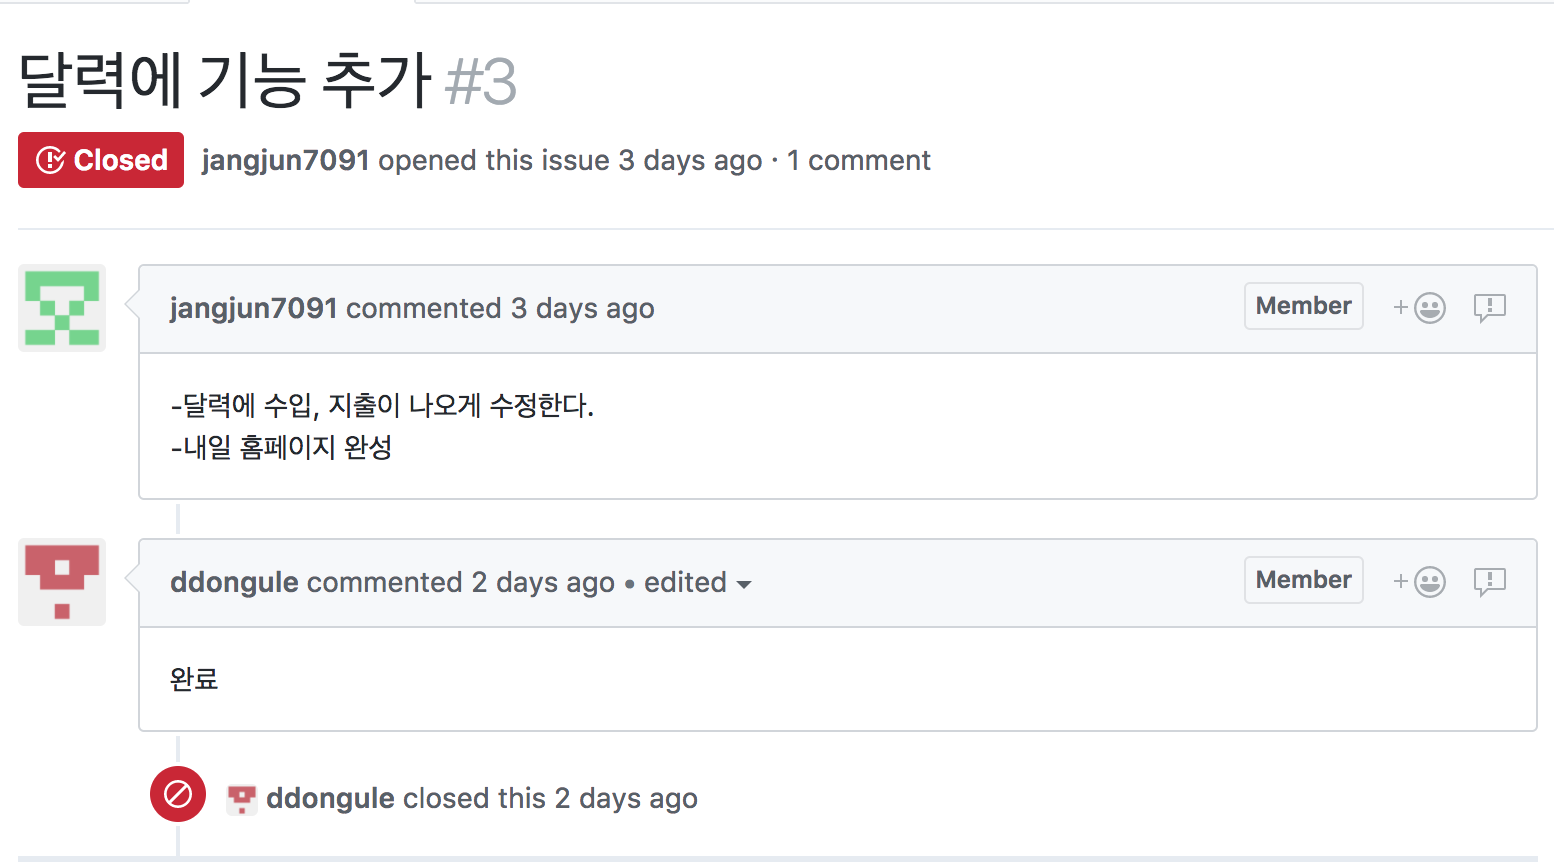 달력에 기능 추가 #3
Closed jangjun7091 opened this issue 3 days ago · 1 comment
jangjun7091 commented 3 days ago Member +
-달력에 수입, 지출이 나오게 수정한다.
-내일 홈페이지 완성
ddongule commented 2 days ago • edited Member +
완료
ddongule closed this 2 days ago